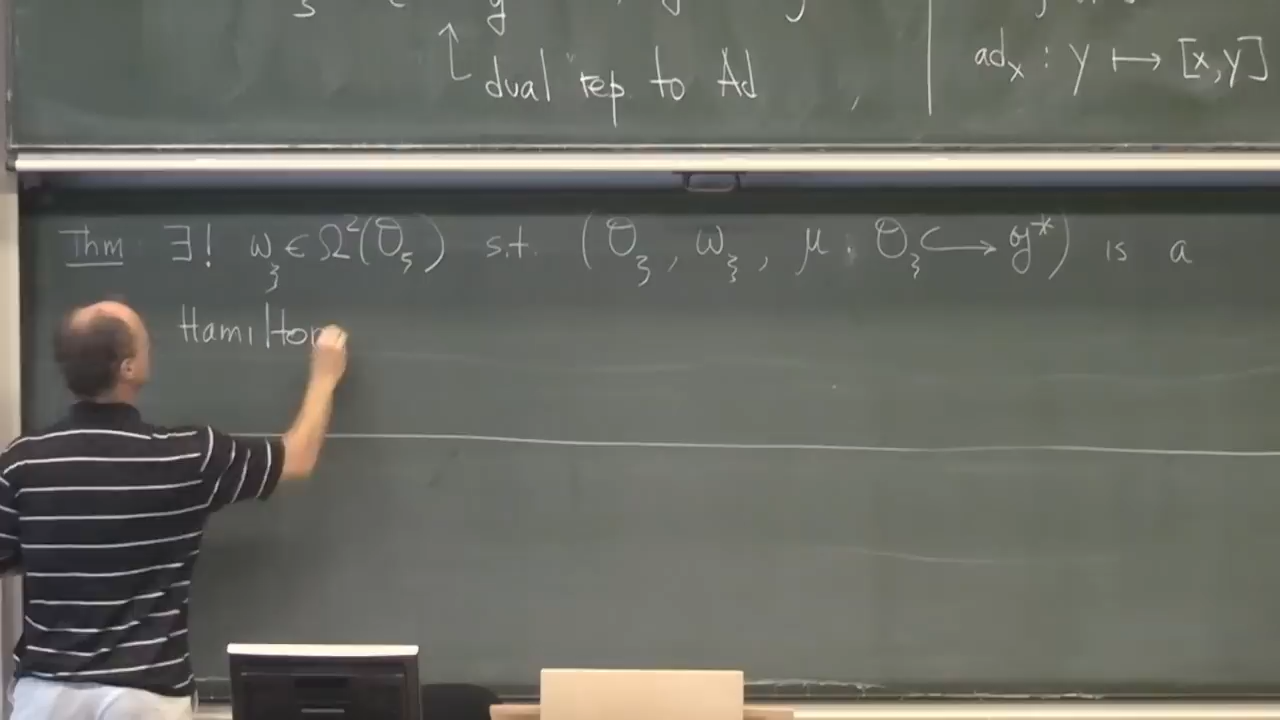 dual rep to Ad ,
ad_x : y ⟼ [x,y]
Thm ∃! ω_ξ ∈ Ω²(O_ξ) s.t. (O_ξ, ω_ξ, μ : O_ξ ↪ g*) is a
Hamilton